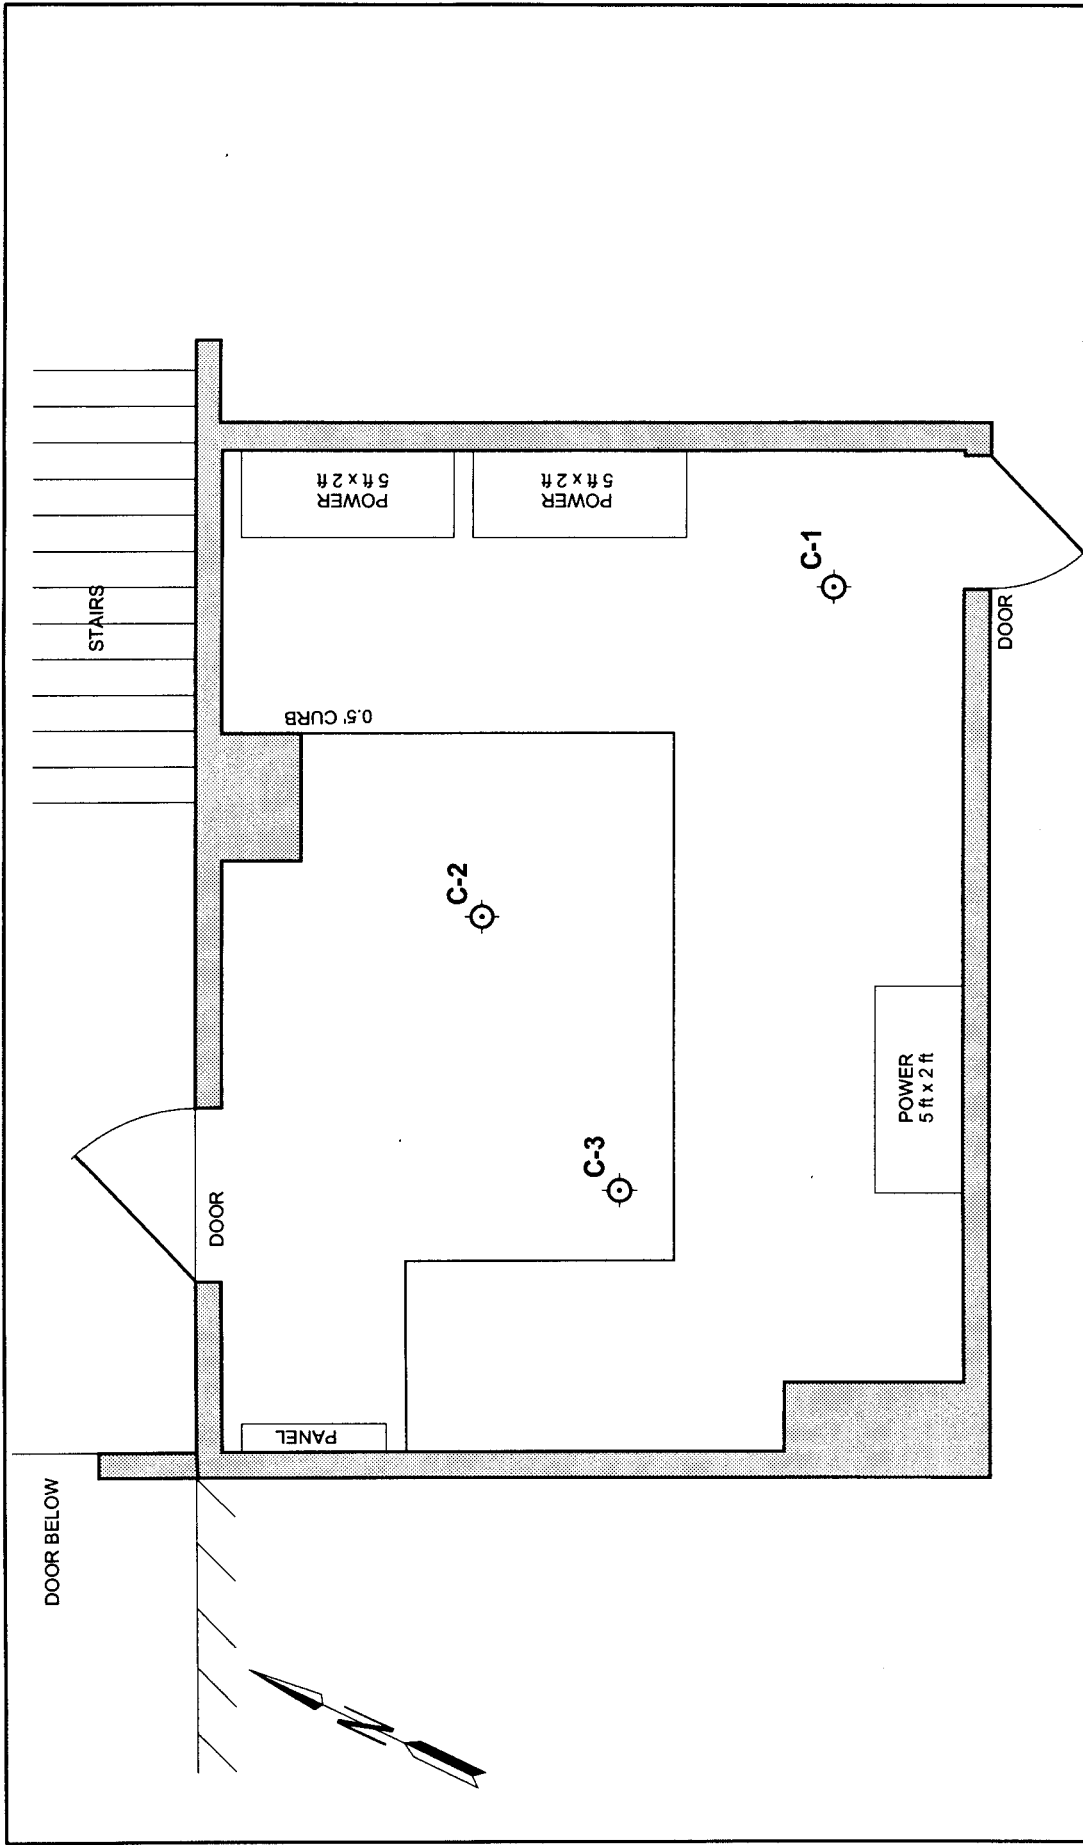 DOOR BELOW
STAIRS
DOOR
PANEL
0.5' CURB
POWER
5 ft x 2 ft
POWER
5 ft x 2 ft
C-1
C-2
C-3
POWER
5 ft x 2 ft
DOOR
N